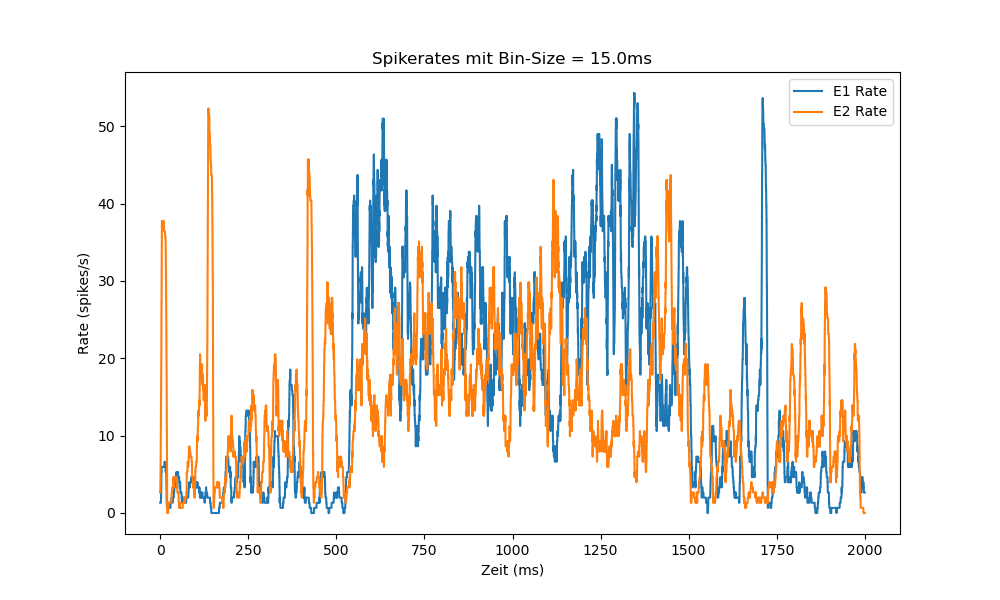 Spikerates mit Bin-Size = 15.0ms
E1 Rate
E2 Rate
Rate (spikes/s)
50
40
30
20
10
0
0 250 500 750 1000 1250 1500 1750 2000
Zeit (ms)